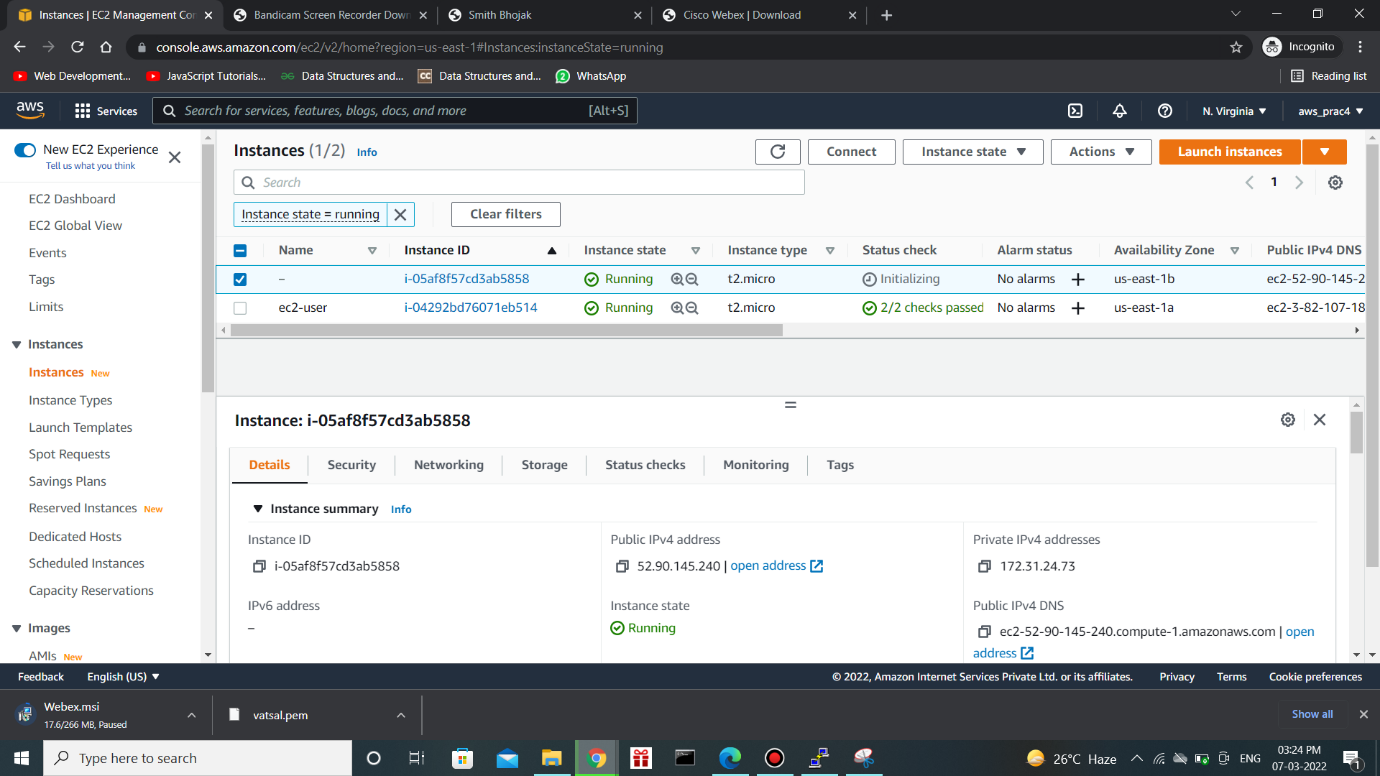 Instances | EC2 Management Con
Bandicam Screen Recorder Down
Smith Bhojak
Cisco Webex | Download
console.aws.amazon.com/ec2/v2/home?region=us-east-1#Instances:instanceState=running
Incognito
Web Development...
JavaScript Tutorials...
Data Structures and...
CC
Data Structures and...
2
WhatsApp
Reading list
aws
Services
Search for services, features, blogs, docs, and more
[Alt+S]
N. Virginia
aws_prac4
New EC2 Experience
Tell us what you think
EC2 Dashboard
EC2 Global View
Events
Tags
Limits
Instances
Instances New
Instance Types
Launch Templates
Spot Requests
Savings Plans
Reserved Instances New
Dedicated Hosts
Scheduled Instances
Capacity Reservations
Images
AMIs New
Instances (1/2) Info
Connect
Instance state
Actions
Launch instances
Search
1
Instance state = running
Clear filters
Name Instance ID Instance state Instance type Status check Alarm status Availability Zone Public IPv4 DNS
– i-05af8f57cd3ab5858 Running t2.micro Initializing No alarms us-east-1b ec2-52-90-145-2
ec2-user i-04292bd76071eb514 Running t2.micro 2/2 checks passed No alarms us-east-1a ec2-3-82-107-18
Instance: i-05af8f57cd3ab5858
Details Security Networking Storage Status checks Monitoring Tags
Instance summary Info
Instance ID
i-05af8f57cd3ab5858
Public IPv4 address
52.90.145.240 | open address
Private IPv4 addresses
172.31.24.73
IPv6 address
–
Instance state
Running
Public IPv4 DNS
ec2-52-90-145-240.compute-1.amazonaws.com | open
address
Feedback English (US) © 2022, Amazon Internet Services Private Ltd. or its affiliates. Privacy Terms Cookie preferences
Webex.msi
17.6/266 MB, Paused
vatsal.pem
Show all
Type here to search
26°C Haze
ENG
03:24 PM
07-03-2022
1